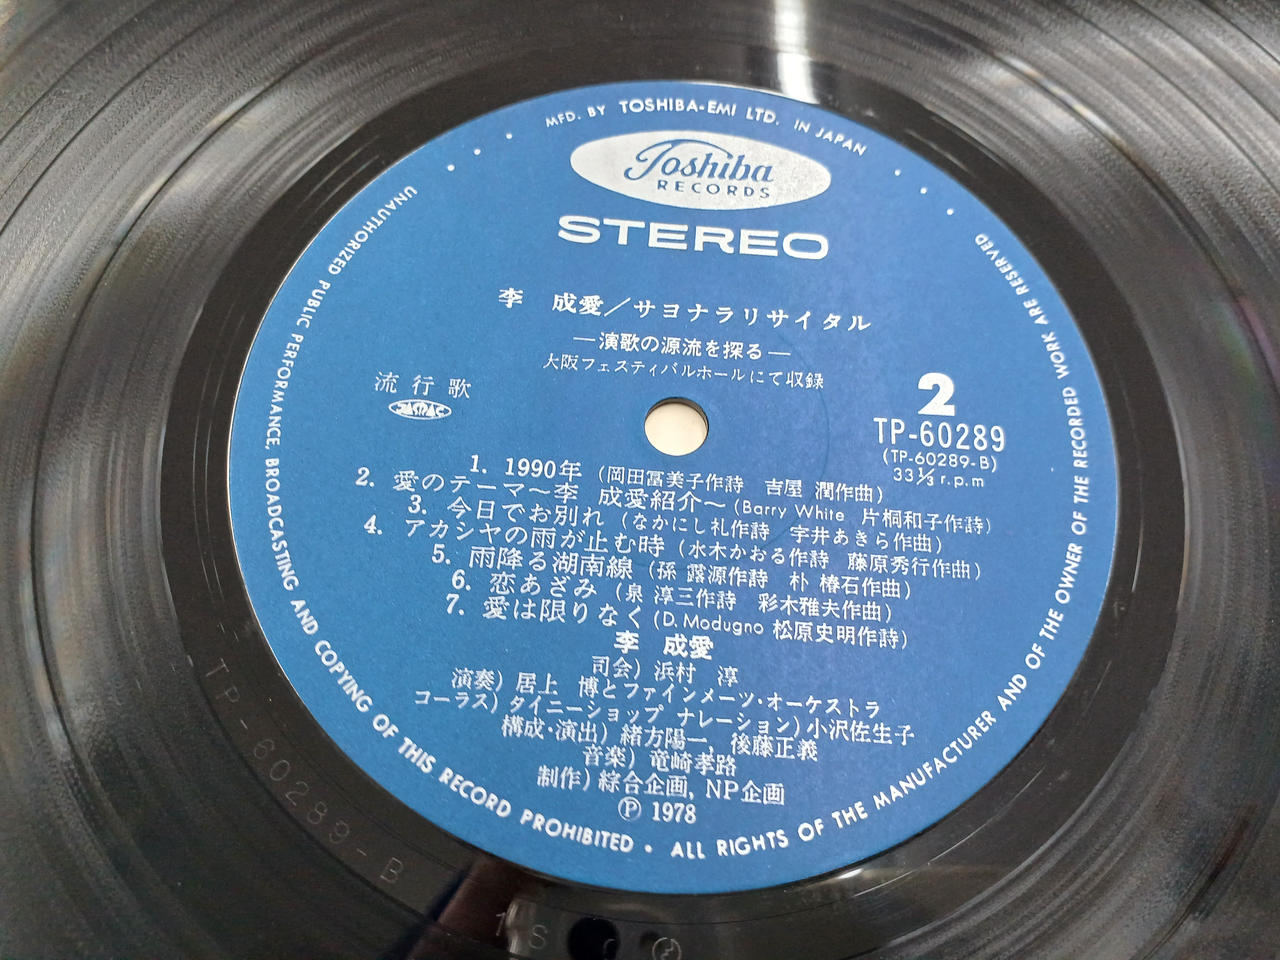 MFD. BY TOSHIBA-EMI LTD. IN JAPAN
Toshiba
RECORDS
STEREO
李 成愛/サヨナラリサイタル
—演歌の源流を探る—
大阪フェスティバルホールにて収録
流行歌
JASRAC
2
TP-60289
(TP-60289-B)
33⅓ r.p.m
1. 1990年 (岡田冨美子作詩 吉屋 潤作曲)
2. 愛のテーマ～李 成愛紹介～ (Barry White 片桐和子作詩)
3. 今日でお別れ (なかにし礼作詩 宇井あきら作曲)
4. アカシヤの雨が止む時 (水木かおる作詩 藤原秀行作曲)
5. 雨降る湖南線 (孫 露源作詩 朴 椿石作曲)
6. 恋あざみ (泉 淳三作詩 彩木雅夫作曲)
7. 愛は限りなく (D. Modugno 松原史明作詩)
李 成愛
司会) 浜村 淳
演奏) 居上 博とファインメーツ・オーケストラ
コーラス) タイニーショップ ナレーション) 小沢佐生子
構成・演出) 緒方陽一, 後藤正義
音楽) 竜崎孝路
制作) 綜合企画, NP企画
Ⓟ 1978
UNAUTHORIZED PUBLIC PERFORMANCE, BROADCASTING AND COPYING OF THIS RECORD PROHIBITED • ALL RIGHTS OF THE MANUFACTURER AND OF THE OWNER OF THE RECORDED WORK ARE RESERVED
TP-60289-B
1 S